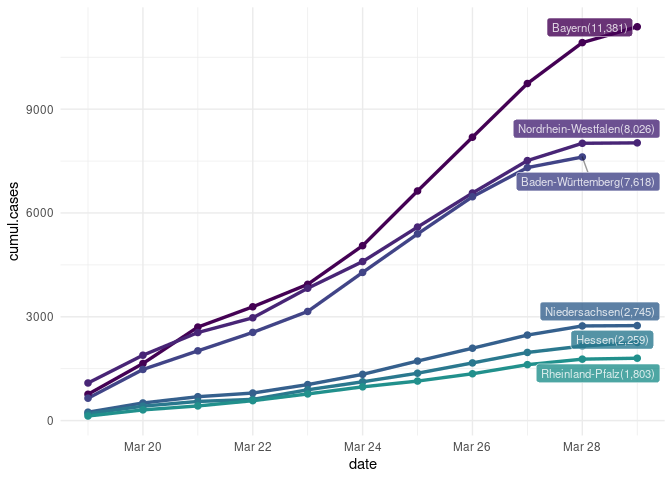 Bayern(11,381)
9000
Nordrhein-Westfalen(8,026)
Baden-Württemberg(7,618)
6000
cumul.cases
Niedersachsen(2,745)
3000
Hessen(2,259)
Rheinland-Pfalz(1,803)
0
Mar 20 Mar 22 Mar 24 Mar 26 Mar 28
date